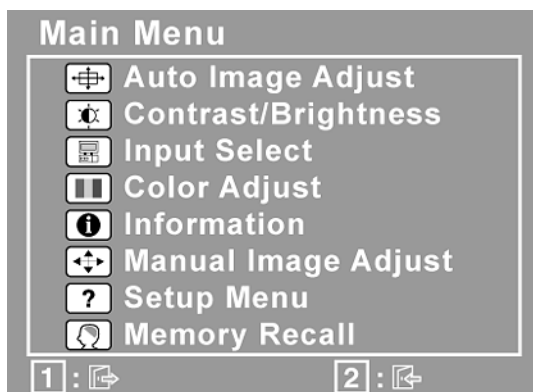 Main Menu
Auto Image Adjust
Contrast/Brightness
Input Select
Color Adjust
Information
Manual Image Adjust
? Setup Menu
Memory Recall
1 : 2 :